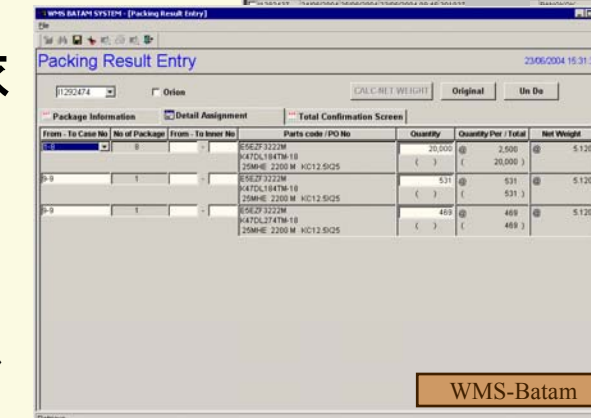 WMS BATAM SYSTEM - [Packing Result Entry]
File
Packing Result Entry
23/06/2004 15:31:3
I1292474
Orion
CALC NET WEIGHT
Original
Un Do
Package Information
Detail Assignment
Total Confirmation Screen
From - To Case No No of Package From - To Inner No Parts code / PO No Quantity Quantity Per / Total Net Weight
8 - E5EZF3222M 20,000 @ 2,500 @ 5.120
K47DL184TM-18 ( ) ( 20,000 )
25MHE 2200 M KC12.5X25
9-9 1 - E5EZF3222M 531 @ 531 @ 5.120
K47DL184TM-18 ( ) ( 531 )
25MHE 2200 M KC12.5X25
9-9 1 - E5EZF3222M 469 @ 469 @ 5.120
K47DL274TM-18 ( ) ( 469 )
25MHE 2200 M KC12.5X25
WMS-Batam